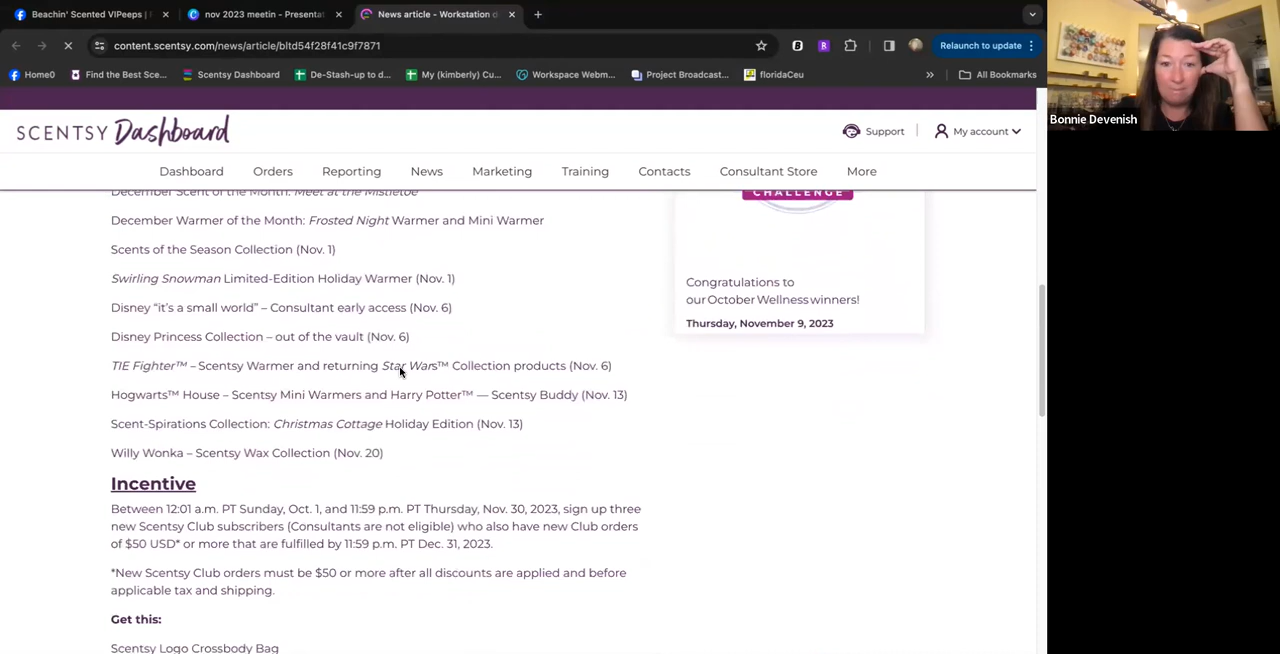 Beachin' Scented VIPeeps |
nov 2023 meetin - Presentat
News article - Workstation d
content.scentsy.com/news/article/bltd54f28f41c9f7871
Relaunch to update
Home0
Find the Best Sce...
Scentsy Dashboard
De-Stash-up to d...
My (kimberly) Cu...
Workspace Webm...
Project Broadcast...
floridaCeu
»
All Bookmarks
SCENTSY Dashboard
Support
My account
Dashboard
Orders
Reporting
News
Marketing
Training
Contacts
Consultant Store
More
December Scent of the Month: Meet at the Mistletoe
December Warmer of the Month: Frosted Night Warmer and Mini Warmer
Scents of the Season Collection (Nov. 1)
Swirling Snowman Limited-Edition Holiday Warmer (Nov. 1)
Disney “it’s a small world” – Consultant early access (Nov. 6)
Disney Princess Collection – out of the vault (Nov. 6)
TIE Fighter™ – Scentsy Warmer and returning Star Wars™ Collection products (Nov. 6)
Hogwarts™ House – Scentsy Mini Warmers and Harry Potter™ — Scentsy Buddy (Nov. 13)
Scent-Spirations Collection: Christmas Cottage Holiday Edition (Nov. 13)
Willy Wonka – Scentsy Wax Collection (Nov. 20)
Incentive
Between 12:01 a.m. PT Sunday, Oct. 1, and 11:59 p.m. PT Thursday, Nov. 30, 2023, sign up three
new Scentsy Club subscribers (Consultants are not eligible) who also have new Club orders
of $50 USD* or more that are fulfilled by 11:59 p.m. PT Dec. 31, 2023.
*New Scentsy Club orders must be $50 or more after all discounts are applied and before
applicable tax and shipping.
Get this:
Scentsy Logo Crossbody Bag
CHALLENGE
Congratulations to
our October Wellness winners!
Thursday, November 9, 2023
Bonnie Devenish